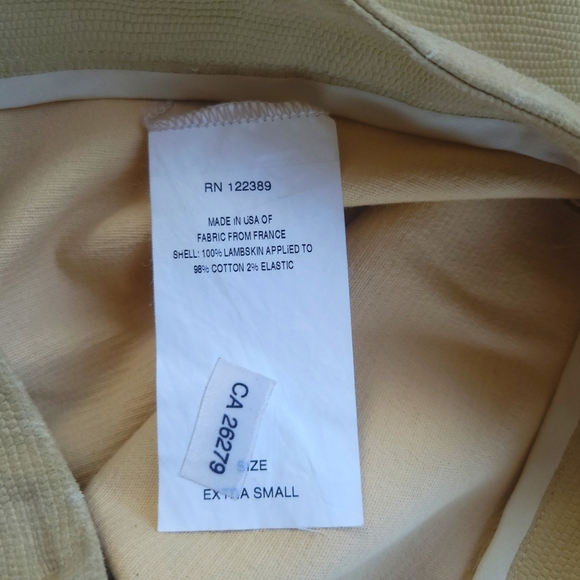 RN 122389
MADE IN USA OF
FABRIC FROM FRANCE
SHELL: 100% LAMBSKIN APPLIED TO
98% COTTON 2% ELASTIC
CA 26279
SIZE
EXTRA SMALL